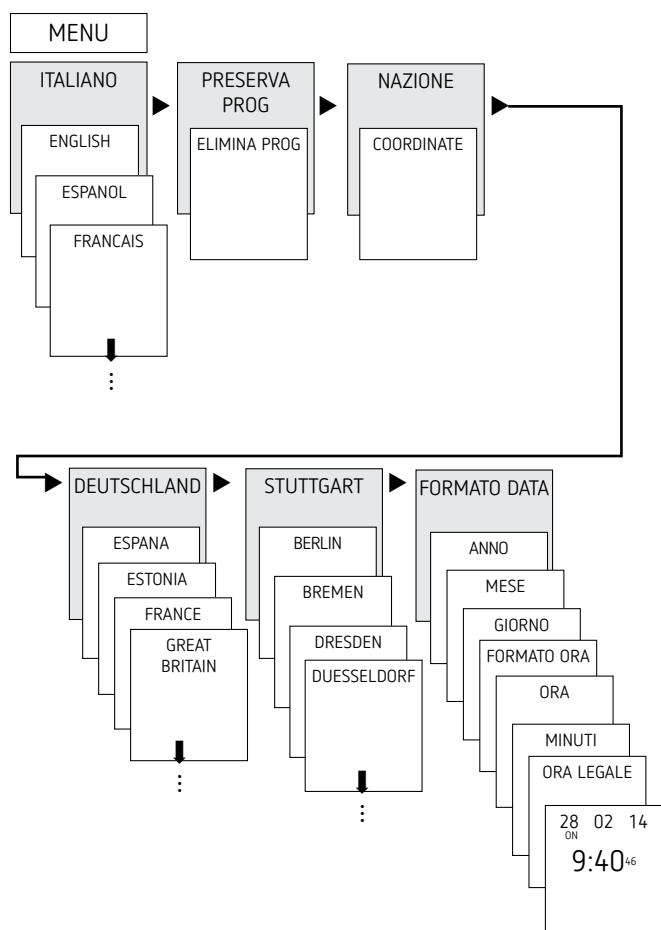 MENU
ITALIANO
ENGLISH
ESPANOL
FRANCAIS
PRESERVA
PROG
ELIMINA PROG
NAZIONE
COORDINATE
DEUTSCHLAND
ESPANA
ESTONIA
FRANCE
GREAT
BRITAIN
STUTTGART
BERLIN
BREMEN
DRESDEN
DUESSELDORF
FORMATO DATA
ANNO
MESE
GIORNO
FORMATO ORA
ORA
MINUTI
ORA LEGALE
28 02 14
ON
9:40 46